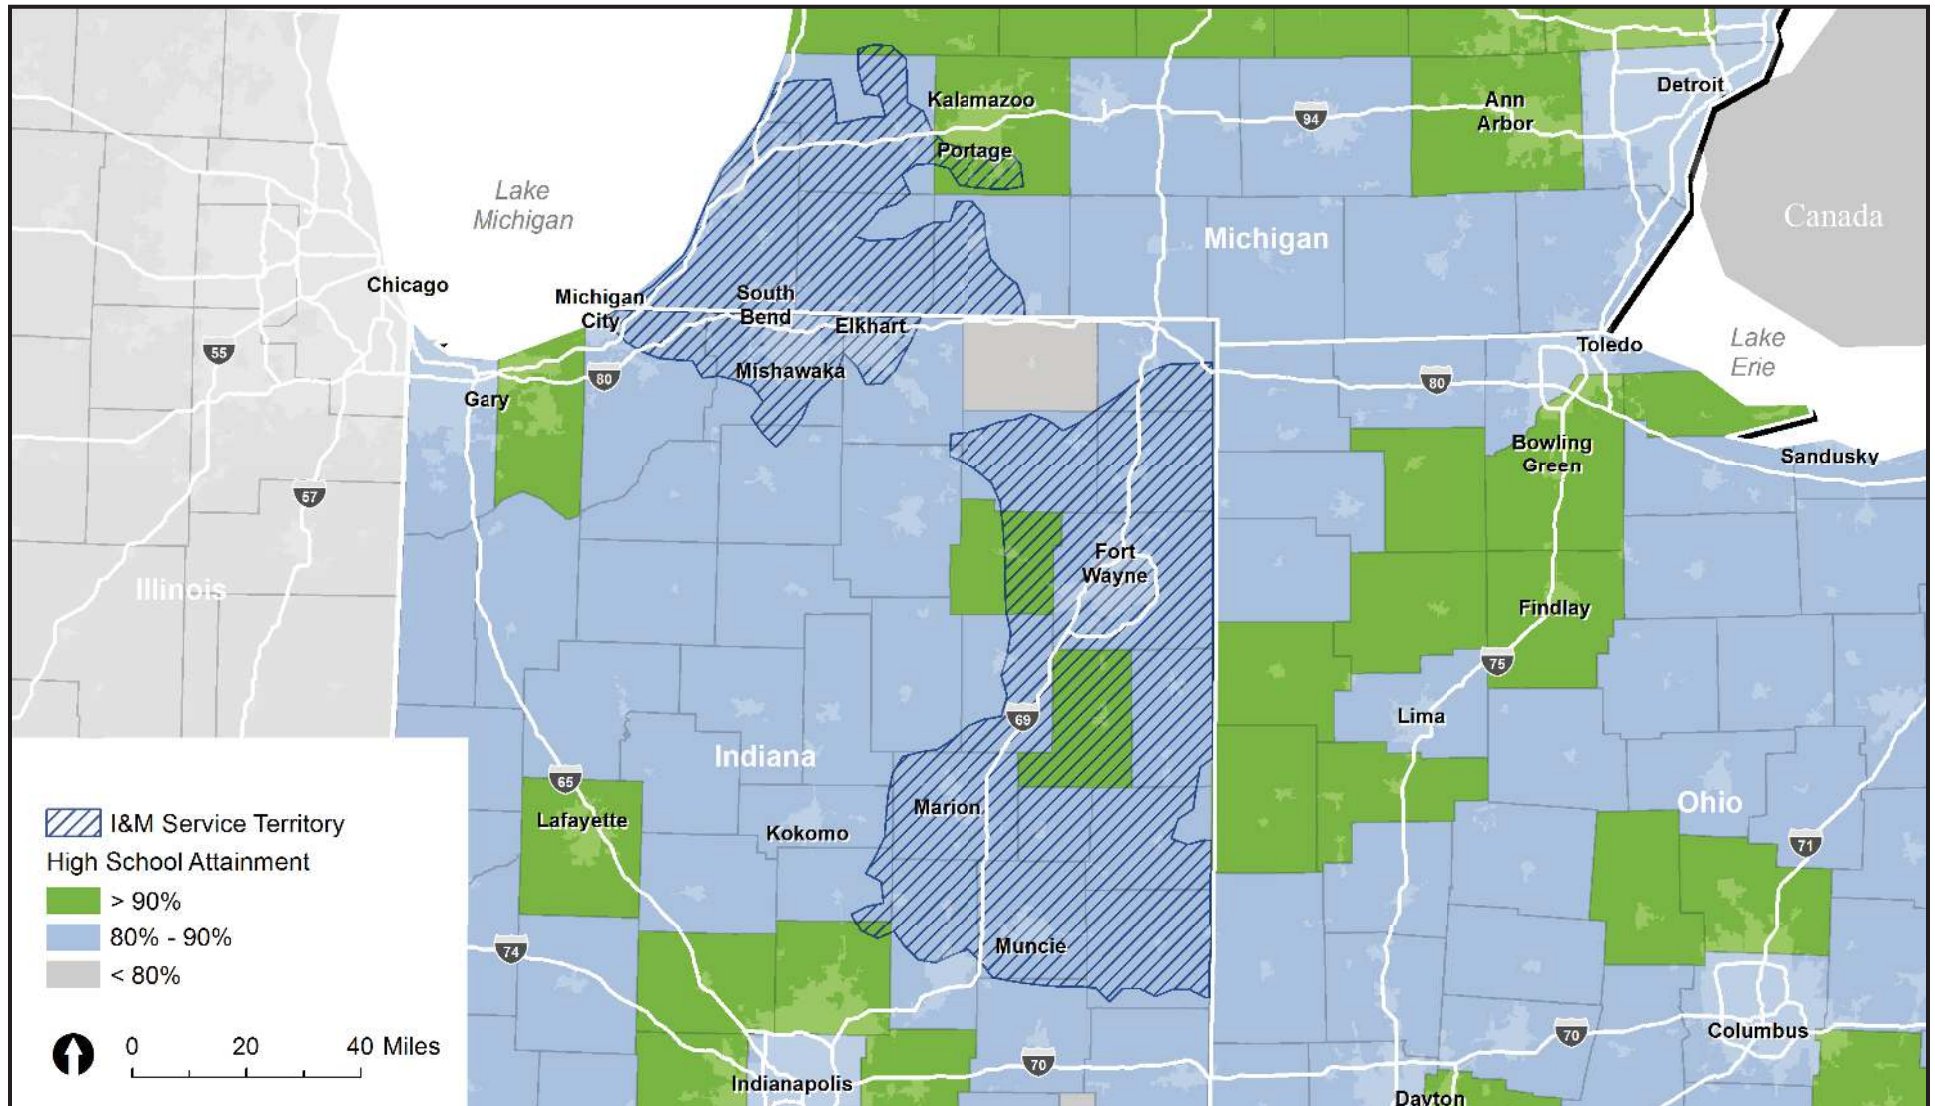 Detroit
Kalamazoo
Ann
Arbor
94
Portage
Lake
Michigan
Canada
Michigan
Chicago
Michigan
City
South
Bend
Elkhart
Toledo
Lake
Erie
55
Mishawaka
80
80
Gary
Bowling
Green
Sandusky
57
Fort
Wayne
Illinois
Findlay
75
69
Lima
Indiana
65
Marion
Ohio
Lafayette
Kokomo
71
I&M Service Territory
High School Attainment
> 90%
80% - 90%
< 80%
74
Muncie
0 20 40 Miles
70
70
Columbus
Indianapolis
Dayton